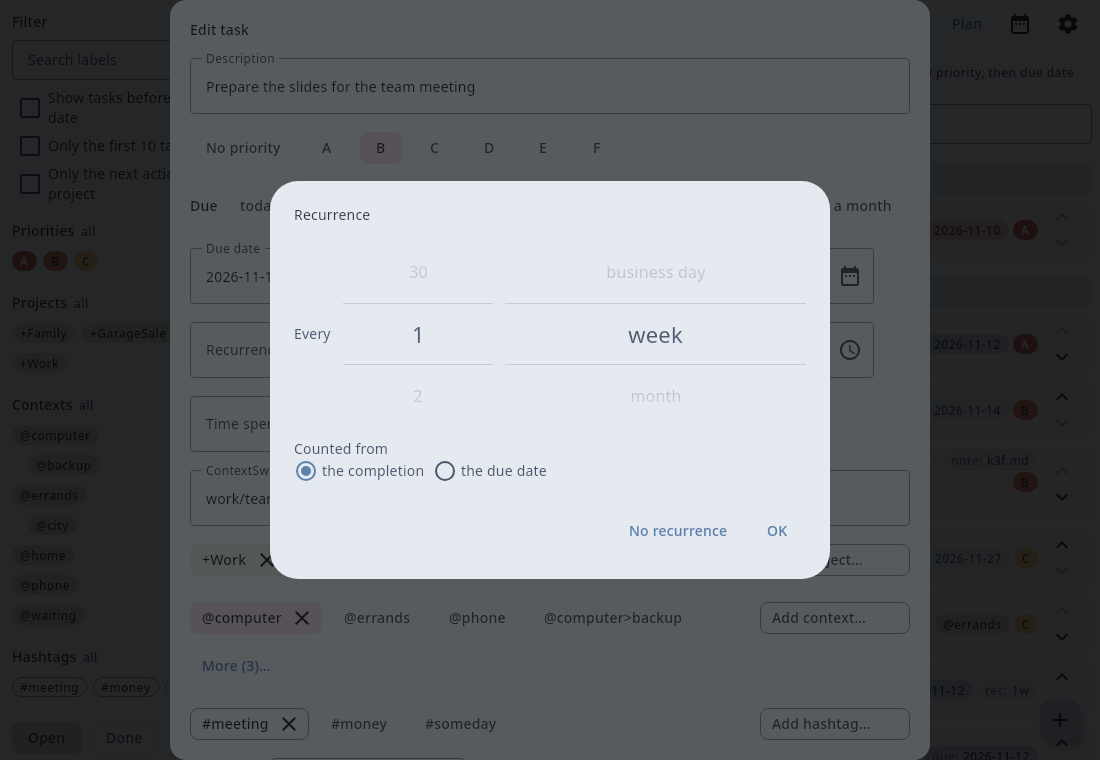 Filter
Search labels
Show tasks before
date
Only the first 10 ta
Only the next actio
project
Priorities all
A B C
Projects all
+Family +GarageSale
+Work
Contexts all
@computer
@backup
@errands
@city
@home
@phone
@waiting
Hashtags all
#meeting #money
Open Done
Edit task
Description
Prepare the slides for the team meeting
No priority A B C D E F
Due toda
a month
Due date
2026-11-1
Recurrenc
Time spen
ContextSw
work/tear
+Work
ject...
@computer @errands @phone @computer>backup Add context...
More (3)...
#meeting #money #someday Add hashtag...
Recurrence
30 business day
Every 1 week
2 month
Counted from
the completion the due date
No recurrence OK
Plan
priority, then due date
2026-11-10 A
2026-11-12 A
2026-11-14 B
note: k3f.md
B
2026-11-27 C
@errands C
11-12 rec: 1w
due: 2026-11-12